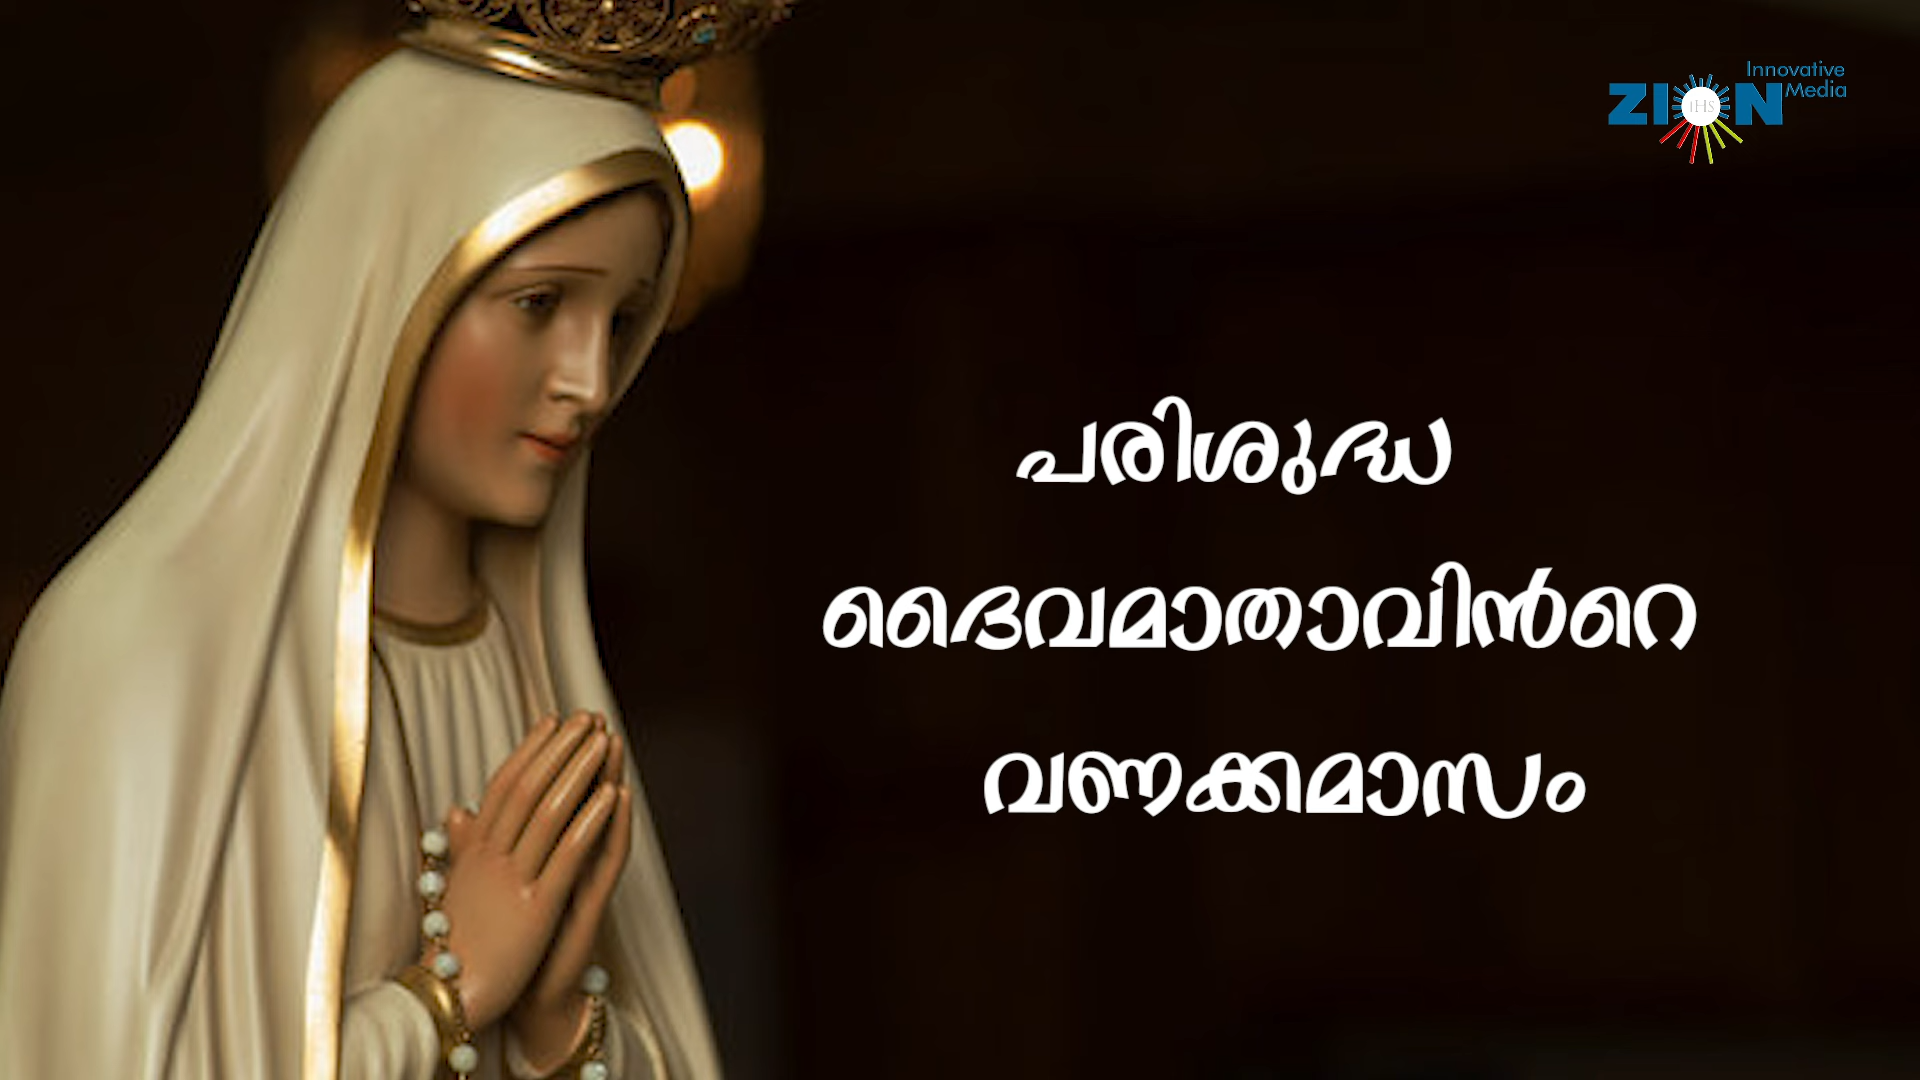 Innovative
ZION Media
IHS
പരിശുദ്ധ
ദൈവമാതാവിൻറെ
വണക്കമാസം